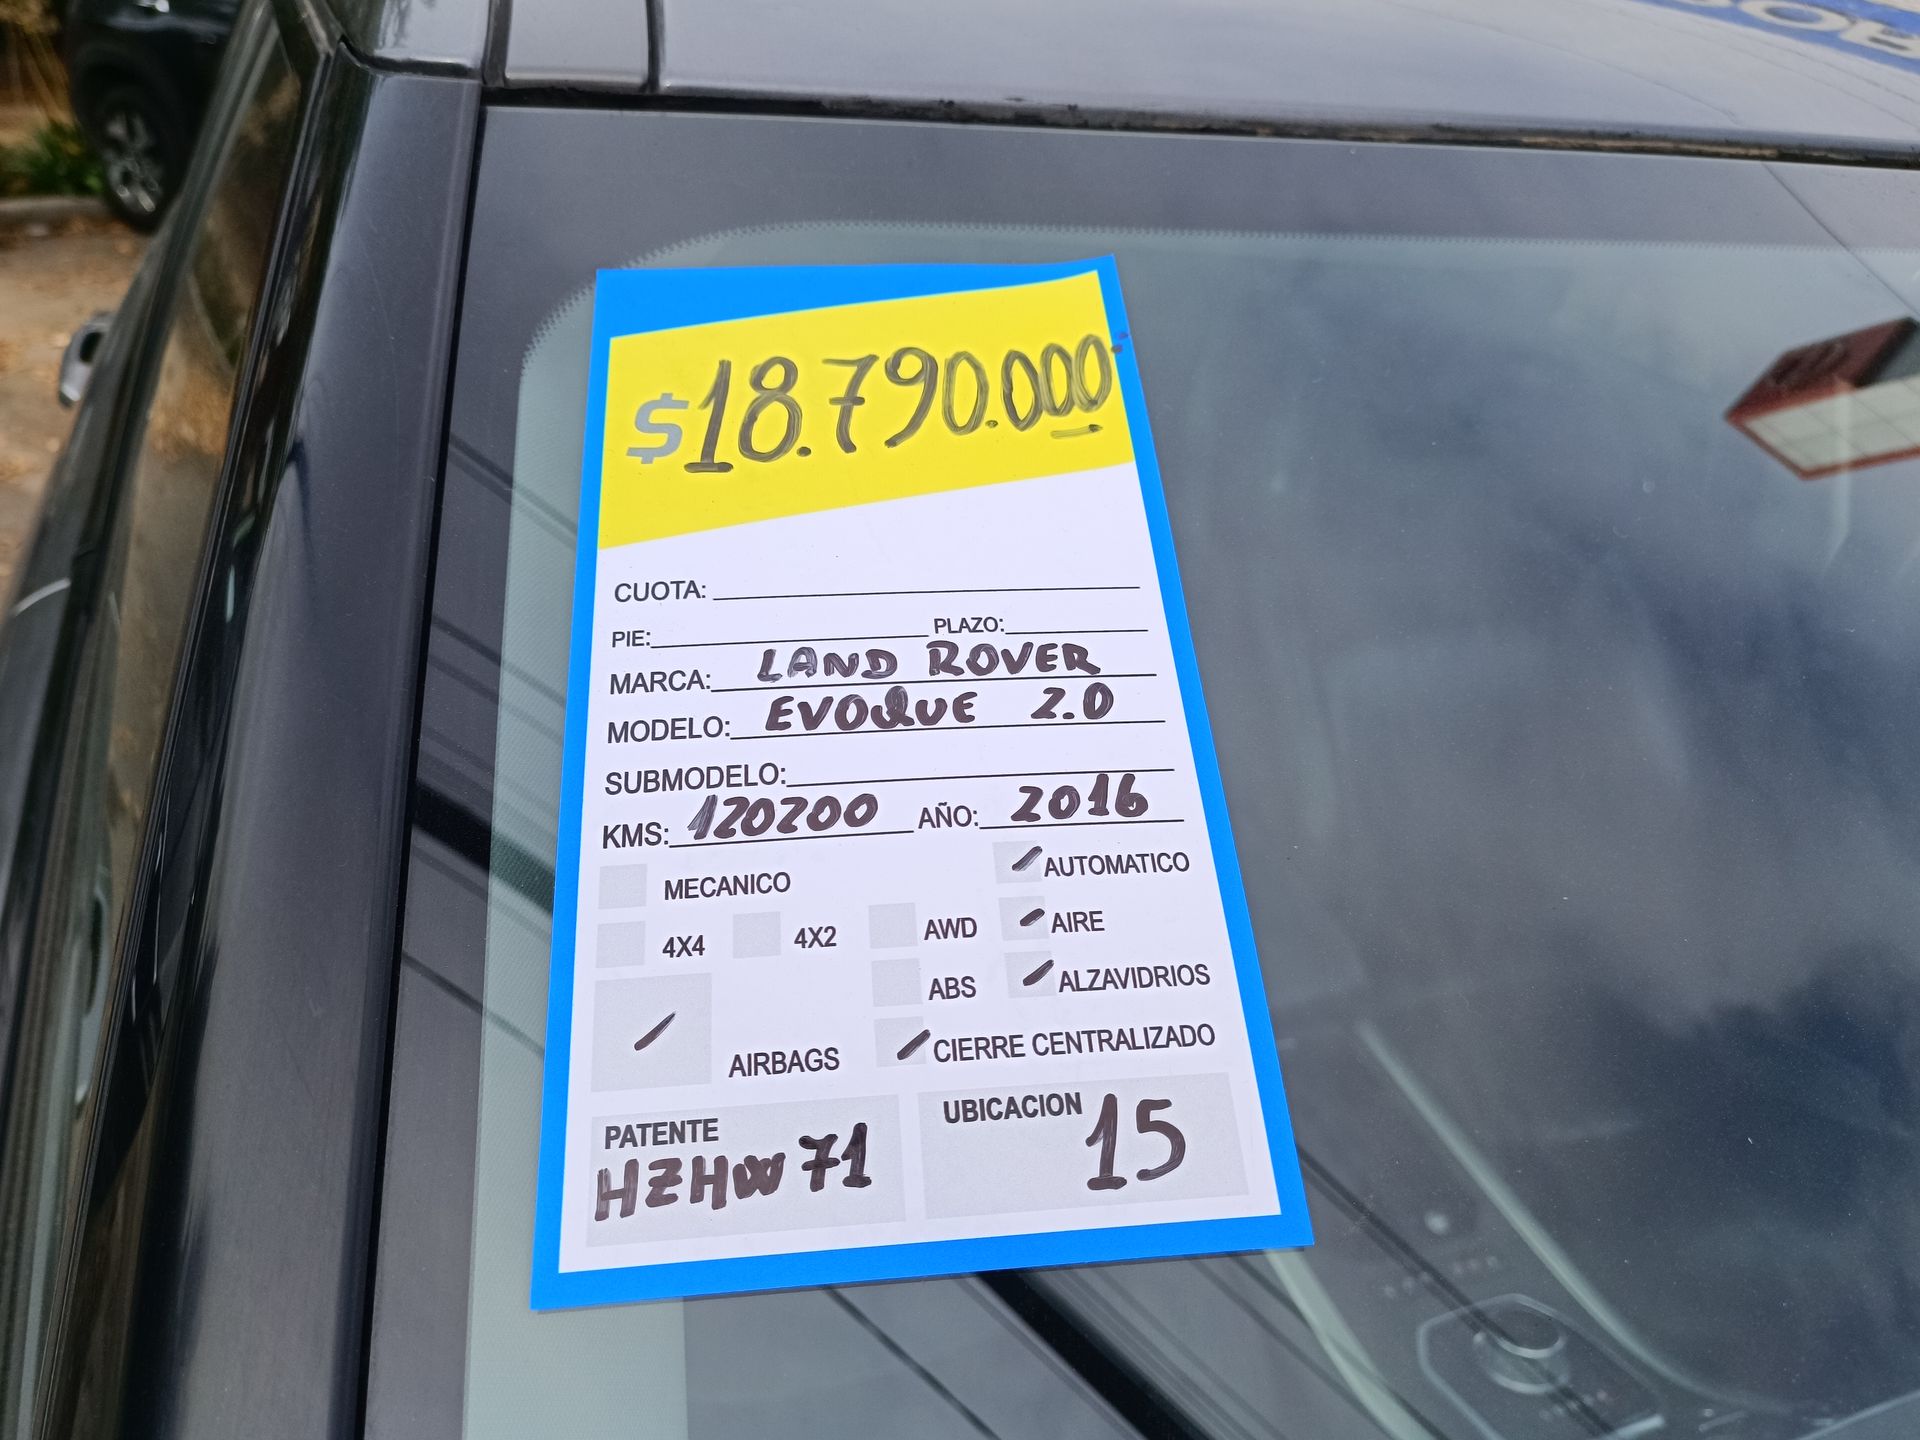 $18.790.000
CUOTA:
PIE: PLAZO:
MARCA: LAND ROVER
MODELO: EVOQUE 2.0
SUBMODELO:
KMS: 120200 AÑO: 2016
MECANICO AUTOMATICO
4X4 4X2 AWD AIRE
ABS ALZAVIDRIOS
AIRBAGS CIERRE CENTRALIZADO
PATENTE UBICACION
HZHW71 15